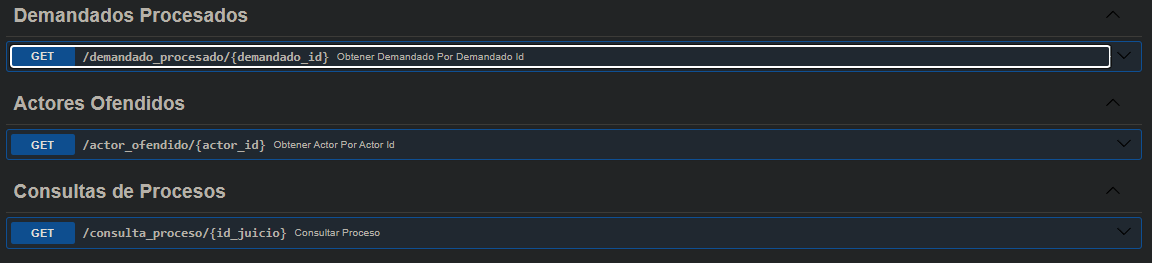 Demandados Procesados
GET /demandado_procesado/{demandado_id} Obtener Demandado Por Demandado Id
Actores Ofendidos
GET /actor_ofendido/{actor_id} Obtener Actor Por Actor Id
Consultas de Procesos
GET /consulta_proceso/{id_juicio} Consultar Proceso